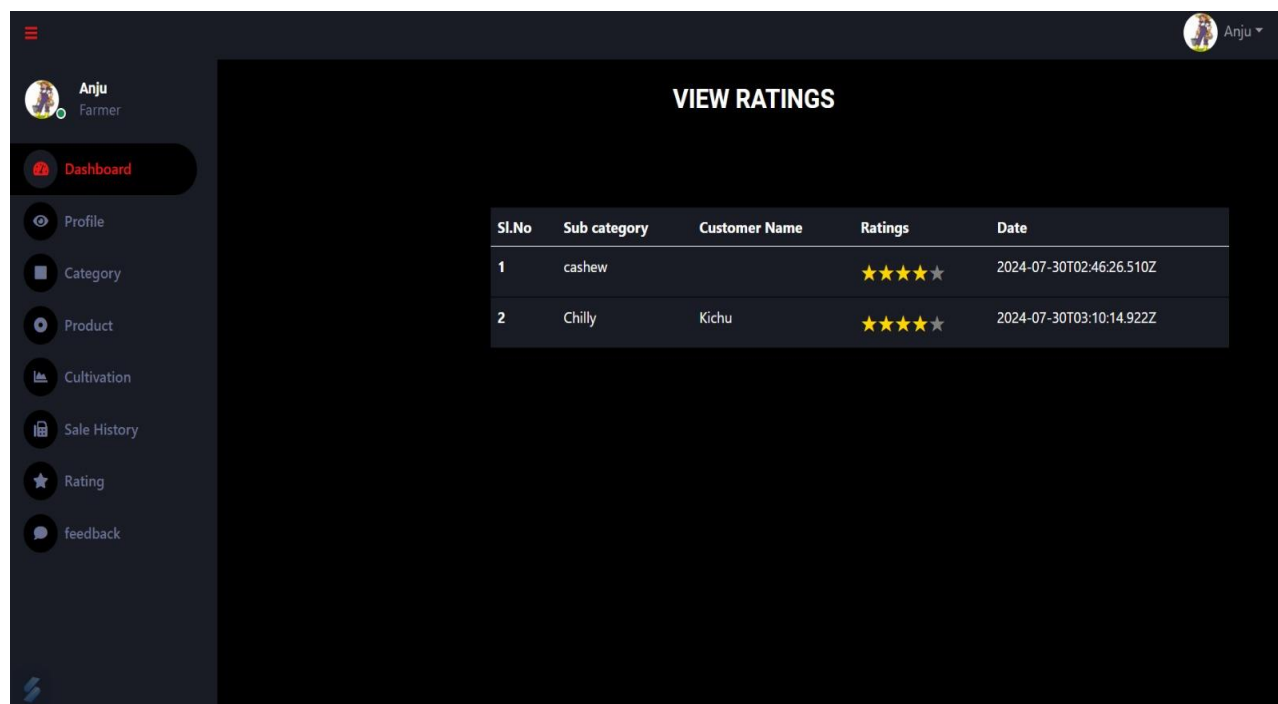 Anju
Anju
Farmer
VIEW RATINGS
Dashboard
Profile
Category
Product
Cultivation
Sale History
Rating
feedback
Sl.No Sub category Customer Name Ratings Date
1 cashew 2024-07-30T02:46:26.510Z
2 Chilly Kichu 2024-07-30T03:10:14.922Z